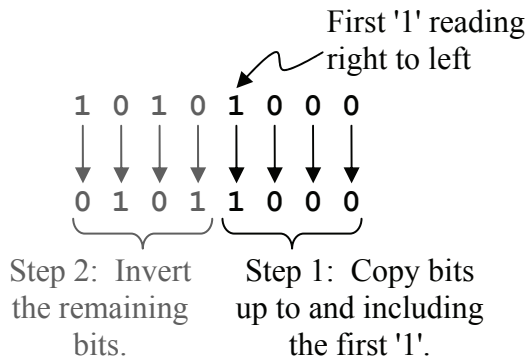 First '1' reading
right to left
1 0 1 0 1 0 0 0
0 1 0 1 1 0 0 0
Step 2: Invert
the remaining
bits.
Step 1: Copy bits
up to and including
the first '1'.